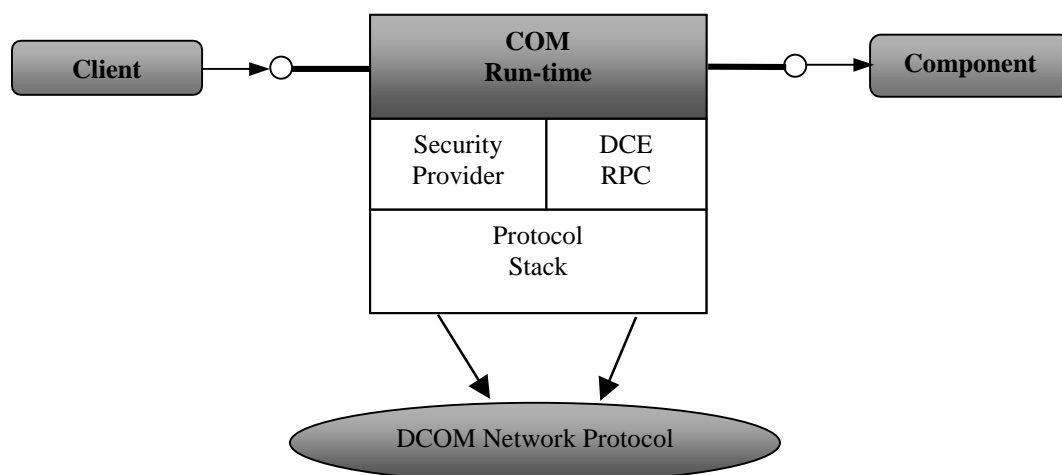 Client
COM
Run-time
Component
Security
Provider
DCE
RPC
Protocol
Stack
DCOM Network Protocol